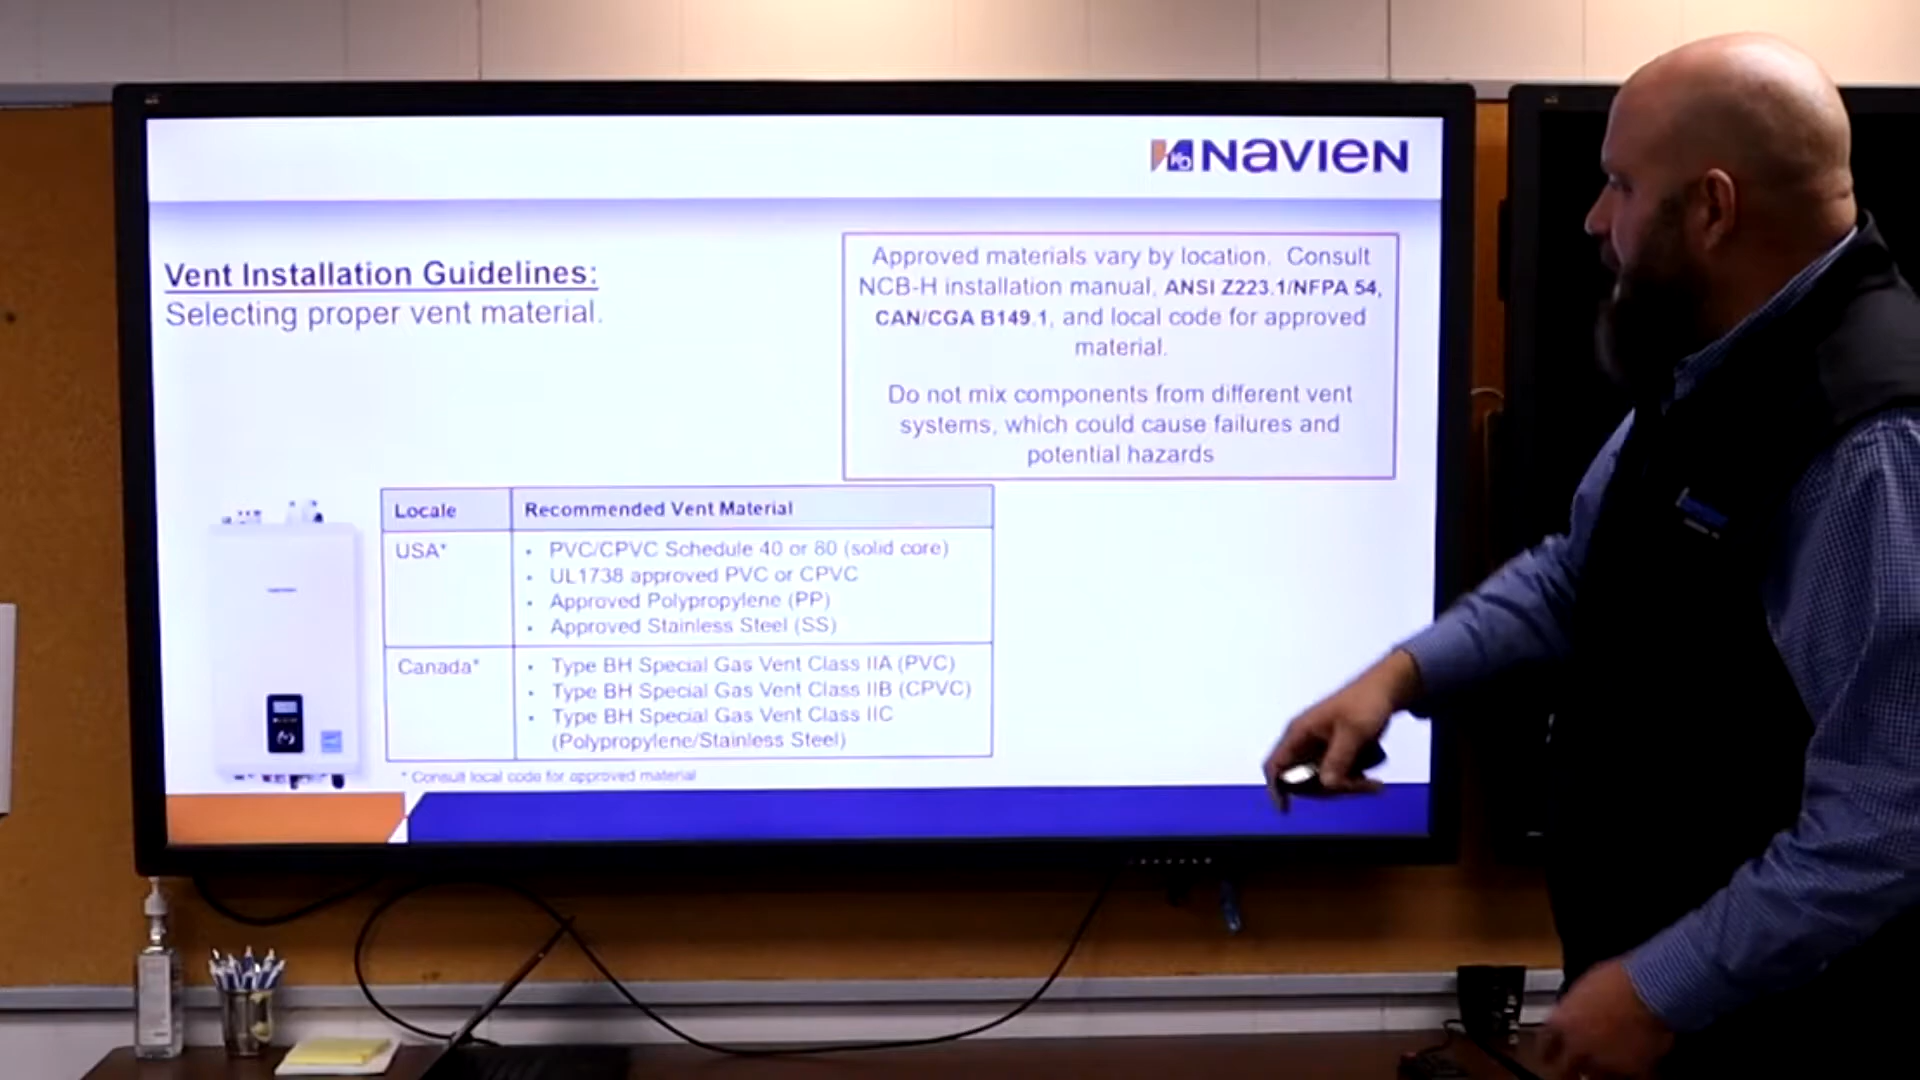 NAVIEN
Vent Installation Guidelines:
Selecting proper vent material.
Approved materials vary by location. Consult
NCB-H installation manual, ANSI Z223.1/NFPA 54,
CAN/CGA B149.1, and local code for approved
material.
Do not mix components from different vent
systems, which could cause failures and
potential hazards
Locale Recommended Vent Material
USA* • PVC/CPVC Schedule 40 or 80 (solid core)
• UL1738 approved PVC or CPVC
• Approved Polypropylene (PP)
• Approved Stainless Steel (SS)
Canada* • Type BH Special Gas Vent Class IIA (PVC)
• Type BH Special Gas Vent Class IIB (CPVC)
• Type BH Special Gas Vent Class IIC
(Polypropylene/Stainless Steel)
* Consult local code for approved material